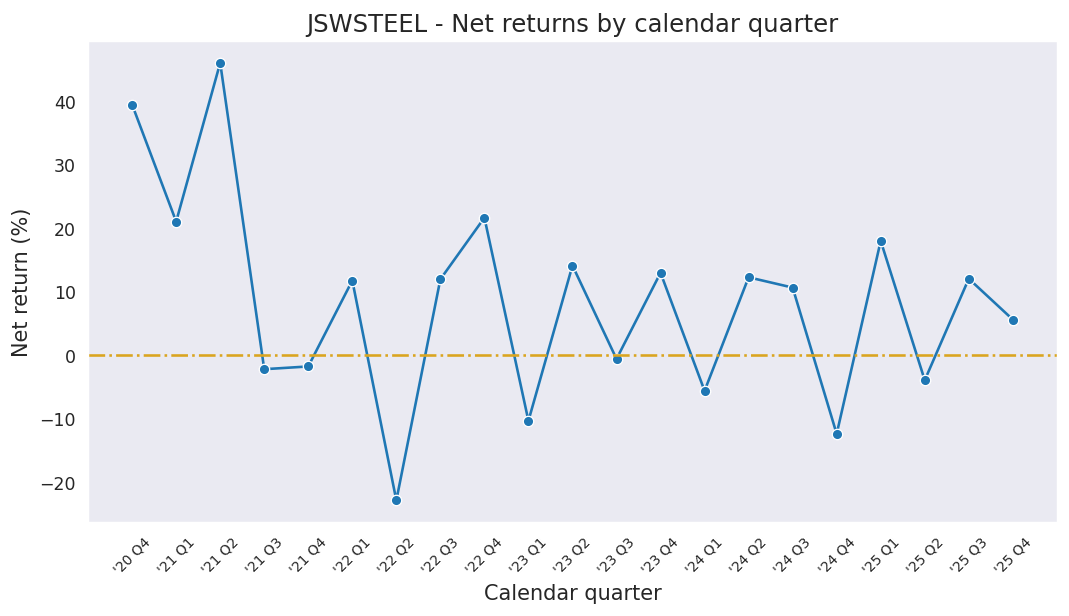 JSWSTEEL - Net returns by calendar quarter
Net return (%)
40
30
20
10
0
−10
−20
'20 Q4
'21 Q1
'21 Q2
'21 Q3
'21 Q4
'22 Q1
'22 Q2
'22 Q3
'22 Q4
'23 Q1
'23 Q2
'23 Q3
'23 Q4
'24 Q1
'24 Q2
'24 Q3
'24 Q4
'25 Q1
'25 Q2
'25 Q3
'25 Q4
Calendar quarter